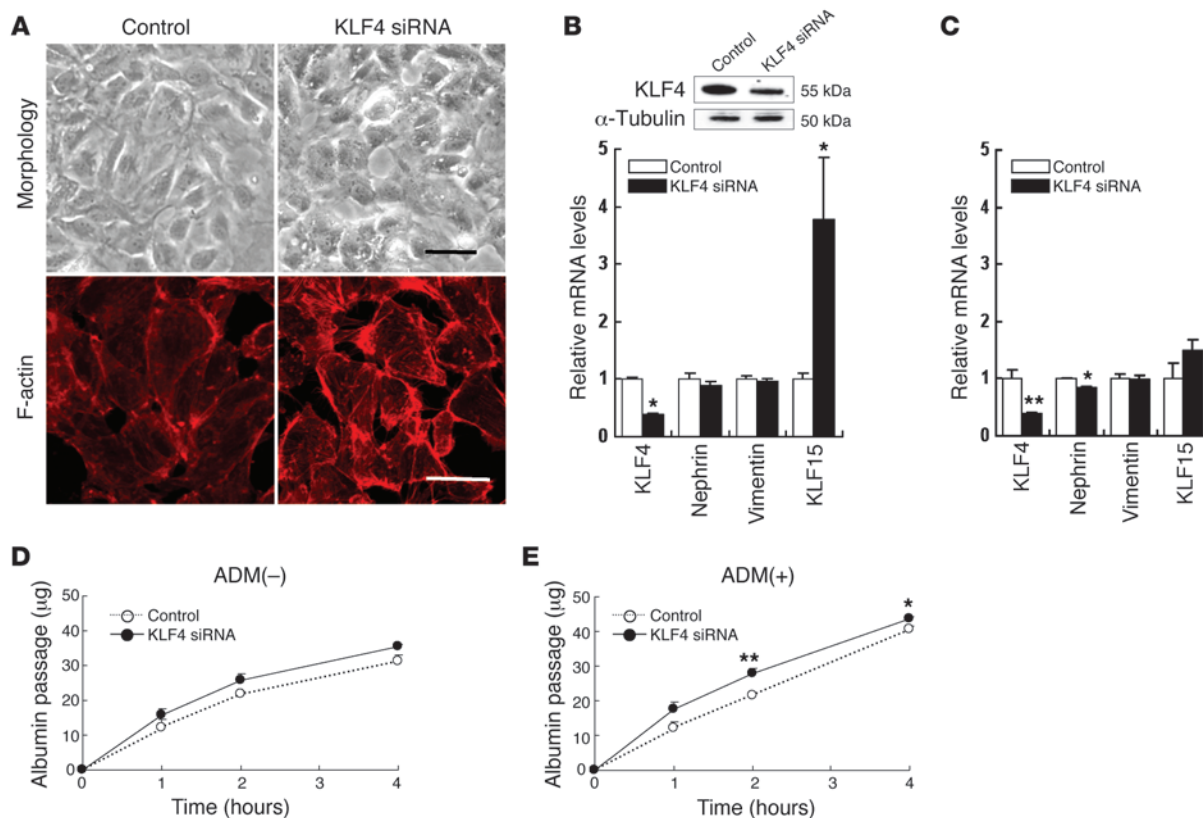 A
Control
KLF4 siRNA
Morphology
F-actin
B
Control
KLF4 siRNA
KLF4
55 kDa
α-Tubulin
50 kDa
Relative mRNA levels
5
4
3
2
1
0
Control
KLF4 siRNA
*
*
KLF4
Nephrin
Vimentin
KLF15
C
Relative mRNA levels
5
4
3
2
1
0
Control
KLF4 siRNA
**
*
KLF4
Nephrin
Vimentin
KLF15
D
ADM(–)
Albumin passage (μg)
50
40
30
20
10
0
Control
KLF4 siRNA
0 1 2 3 4
Time (hours)
E
ADM(+)
Albumin passage (μg)
50
40
30
20
10
0
Control
KLF4 siRNA
**
*
0 1 2 3 4
Time (hours)